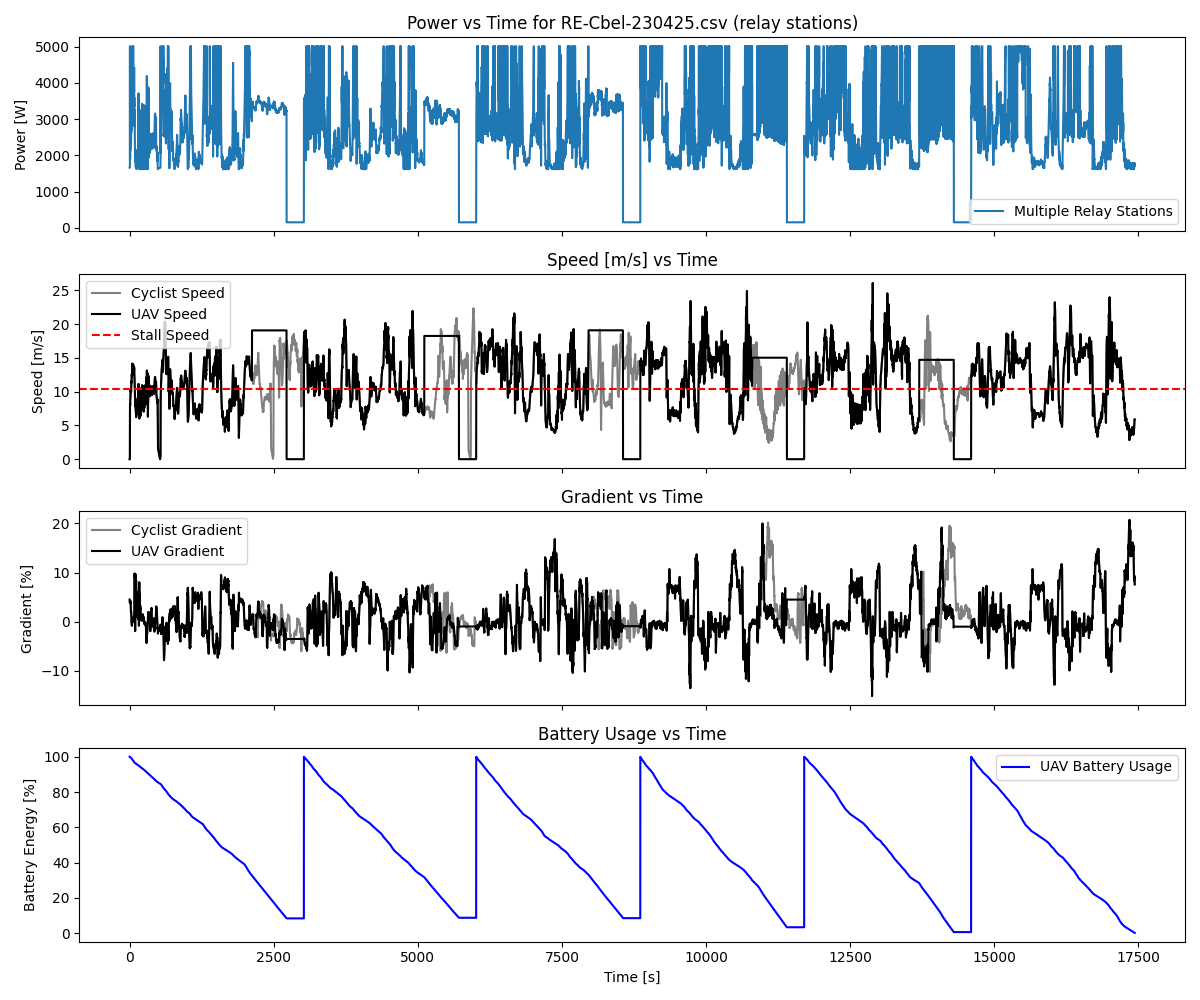 Power vs Time for RE-Cbel-230425.csv (relay stations)
5000
4000
3000
2000
1000
0
Power [W]
Multiple Relay Stations
Speed [m/s] vs Time
25
20
15
10
5
0
Speed [m/s]
Cyclist Speed
UAV Speed
Stall Speed
Gradient vs Time
20
10
0
−10
Gradient [%]
Cyclist Gradient
UAV Gradient
Battery Usage vs Time
100
80
60
40
20
0
Battery Energy [%]
UAV Battery Usage
0 2500 5000 7500 10000 12500 15000 17500
Time [s]